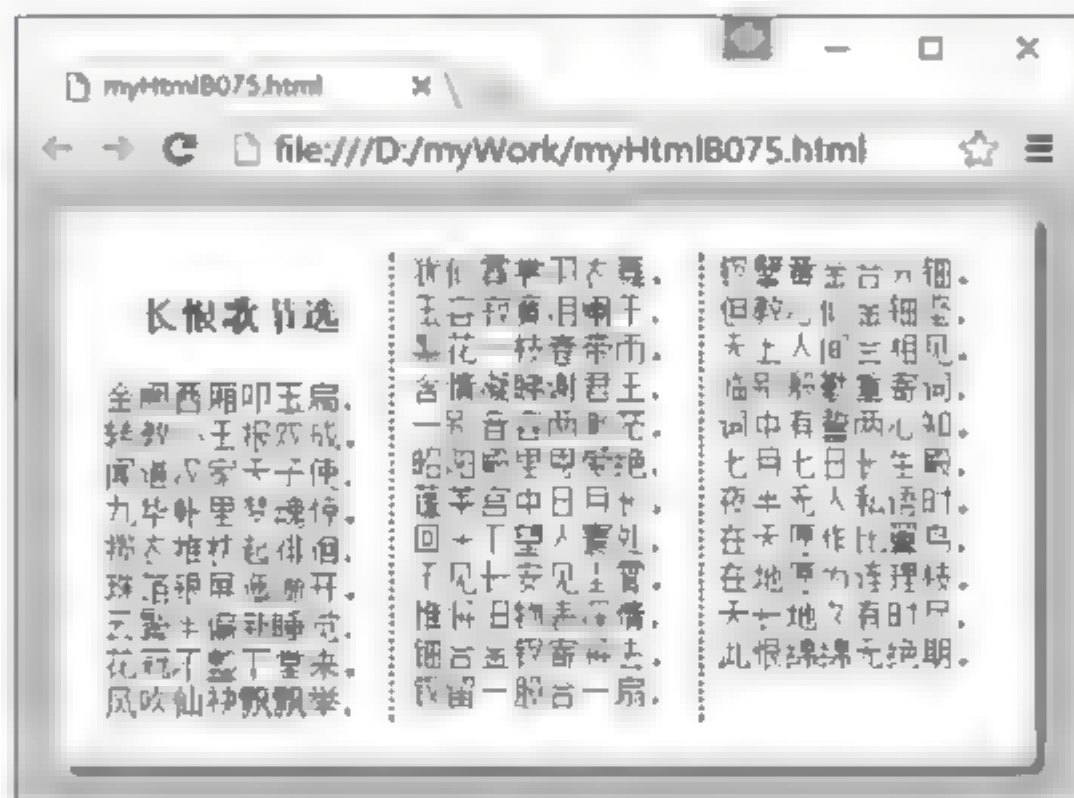 myHtmlB075.html
file:///D:/myWork/myHtmlB075.html
长恨歌节选
金阙西厢叩玉扃,
转教小玉报双成。
闻道汉家天子使,
九华帐里梦魂惊。
揽衣推枕起徘徊,
珠箔银屏迤逦开。
云鬓半偏新睡觉,
花冠不整下堂来。
风吹仙袂飘飘举,
犹似霓裳羽衣舞。
玉容寂寞泪阑干,
梨花一枝春带雨。
含情凝睇谢君王,
一别音容两渺茫。
昭阳殿里恩爱绝,
蓬莱宫中日月长。
回头下望人寰处,
不见长安见尘雾。
惟将旧物表深情,
钿合金钗寄将去。
钗留一股合一扇,
钗擘黄金合分钿。
但教心似金钿坚,
天上人间会相见。
临别殷勤重寄词,
词中有誓两心知。
七月七日长生殿,
夜半无人私语时。
在天愿作比翼鸟,
在地愿为连理枝。
天长地久有时尽,
此恨绵绵无绝期。